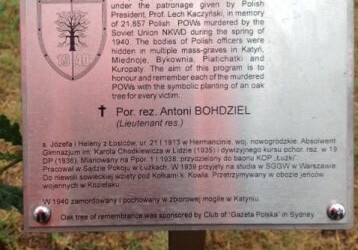 under the patronage given by Polish
President, Prof. Lech Kaczyński, in memory
of 21,857 Polish POWs murdered by the
Soviet Union NKWD during the spring of
1940. The bodies of Polish officers were
hidden in multiple mass-graves in Katyń,
Miednoje, Bykownia, Piatichatki and
Kuropaty. The aim of this program is to
honour and remember each of the murdered
POWs with the symbolic planting of an oak
tree for every victim.
1940
† Por. rez. Antoni BOHDZIEL
(Lieutenant res.)
s. Józefa i Heleny z Łosiców, ur. 21 I 1913 w Hermancinie, woj. nowogródzkie. Absolwent
Gimnazjum im. Karola Chodkiewicza w Lidzie (1935) i dywizyjnego kursu pchor. rez. w 19
DP (1936). Mianowany na Ppor. 1 I 1938, przydzielony do baonu KOP „Łużki”.
Pracował w Sądzie Pokoju w Łużkach. W 1939 przybył na studia w SGGW w Warszawie.
Do niewoli sowieckiej wzięty pod Kołkami k. Kowla. Przetrzymywany w obozie jeńców
wojennych w Kozielsku.
W 1940 zamordowany i pochowany w zbiorowej mogile w Katyniu.
Oak tree of remembrance was sponsored by Club of "Gazeta Polska" in Sydney